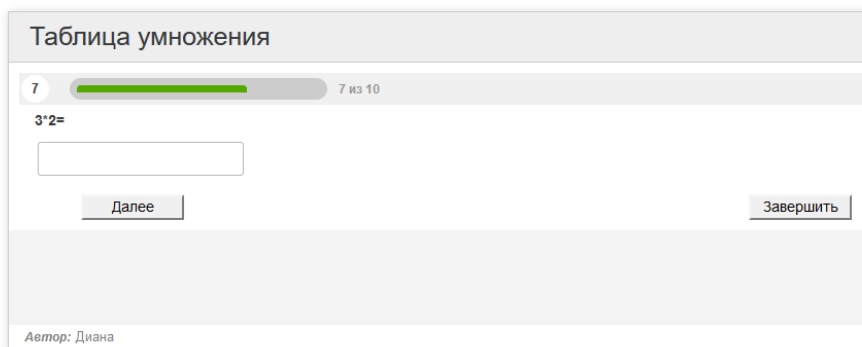 Таблица умножения
7 7 из 10
3*2=
Далее Завершить
Автор: Диана